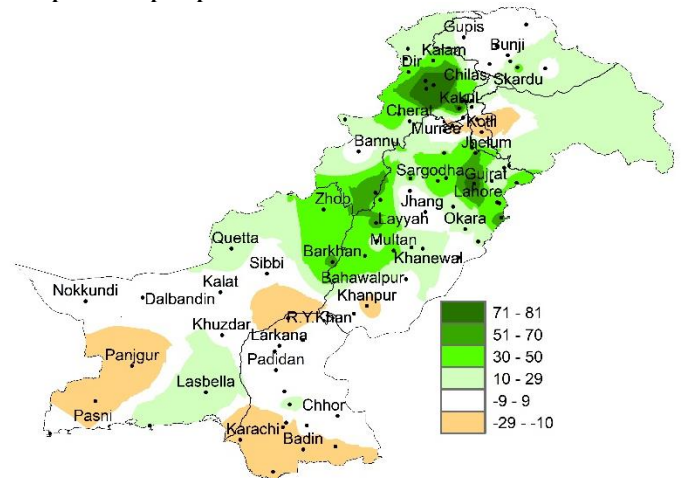 Gupis
Kalam
Bunji
Dir
Chilas
Skardu
Kakul
Cherat
Murree
Kotli
Bannu
Jhelum
Sargodha
Gujrat
Lahore
Zhob
Jhang
Layyah
Okara
Quetta
Multan
Barkhan
Khanewal
Sibbi
Bahawalpur
Kalat
Nokkundi
Dalbandin
Khanpur
R.Y.Khan
Khuzdar
Larkana
Panjgur
Padidan
Lasbella
Pasni
Chhor
Karachi
Badin
71 - 81
51 - 70
30 - 50
10 - 29
-9 - 9
-29 - -10